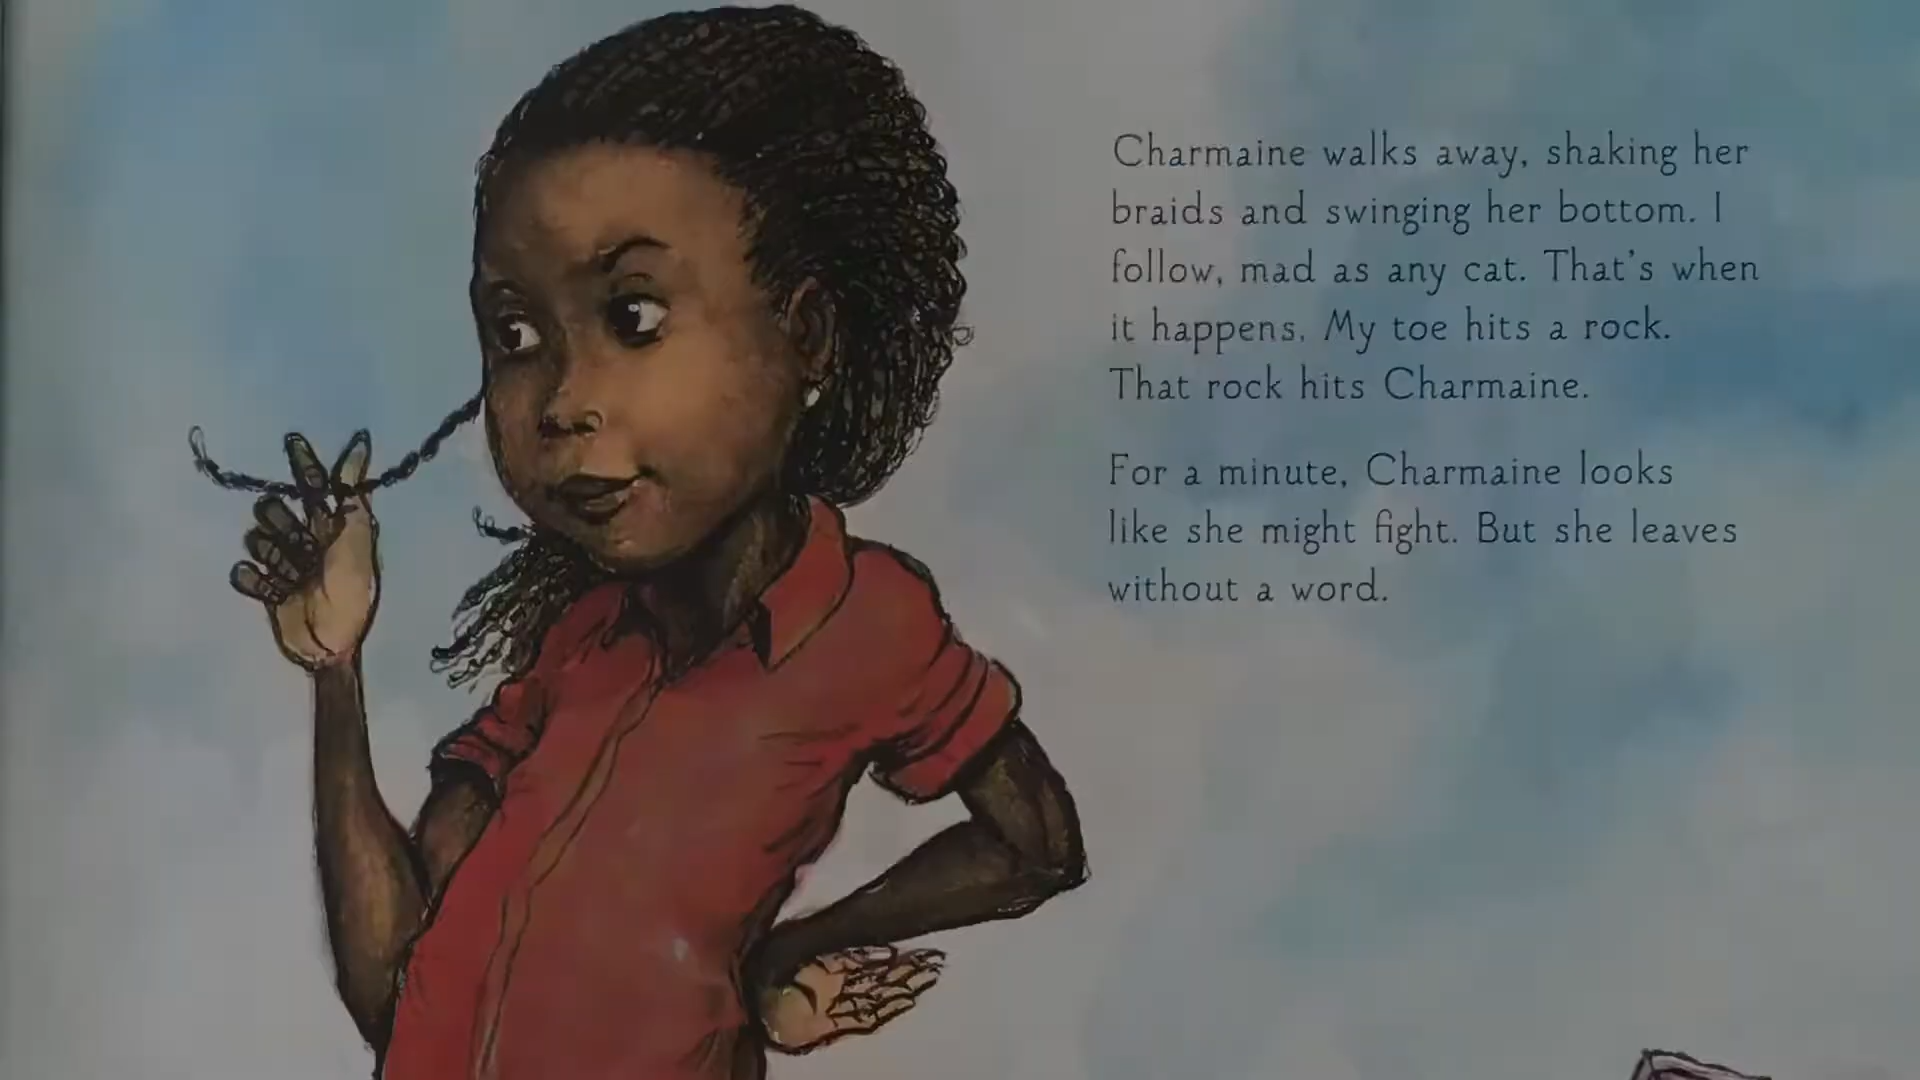 Charmaine walks away, shaking her
braids and swinging her bottom. I
follow, mad as any cat. That's when
it happens. My toe hits a rock.
That rock hits Charmaine.
For a minute, Charmaine looks
like she might fight. But she leaves
without a word.